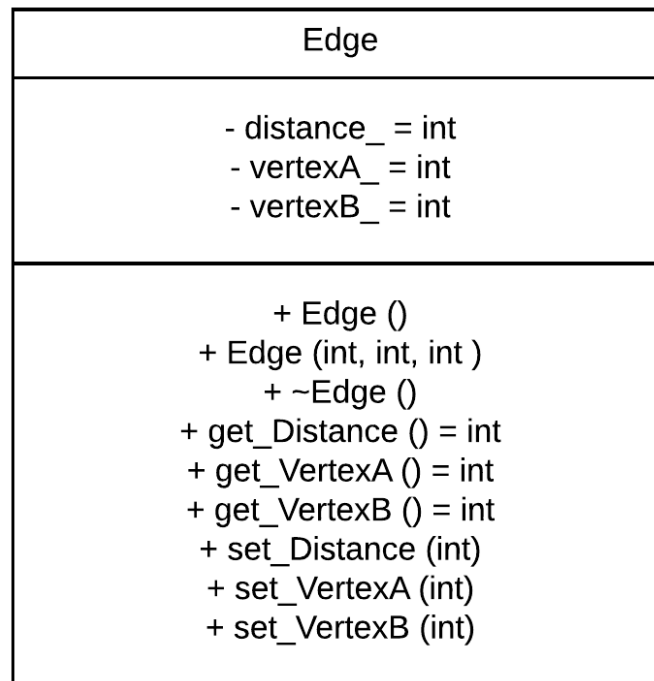 Edge
- distance_ = int
- vertexA_ = int
- vertexB_ = int
+ Edge ()
+ Edge (int, int, int )
+ ~Edge ()
+ get_Distance () = int
+ get_VertexA () = int
+ get_VertexB () = int
+ set_Distance (int)
+ set_VertexA (int)
+ set_VertexB (int)